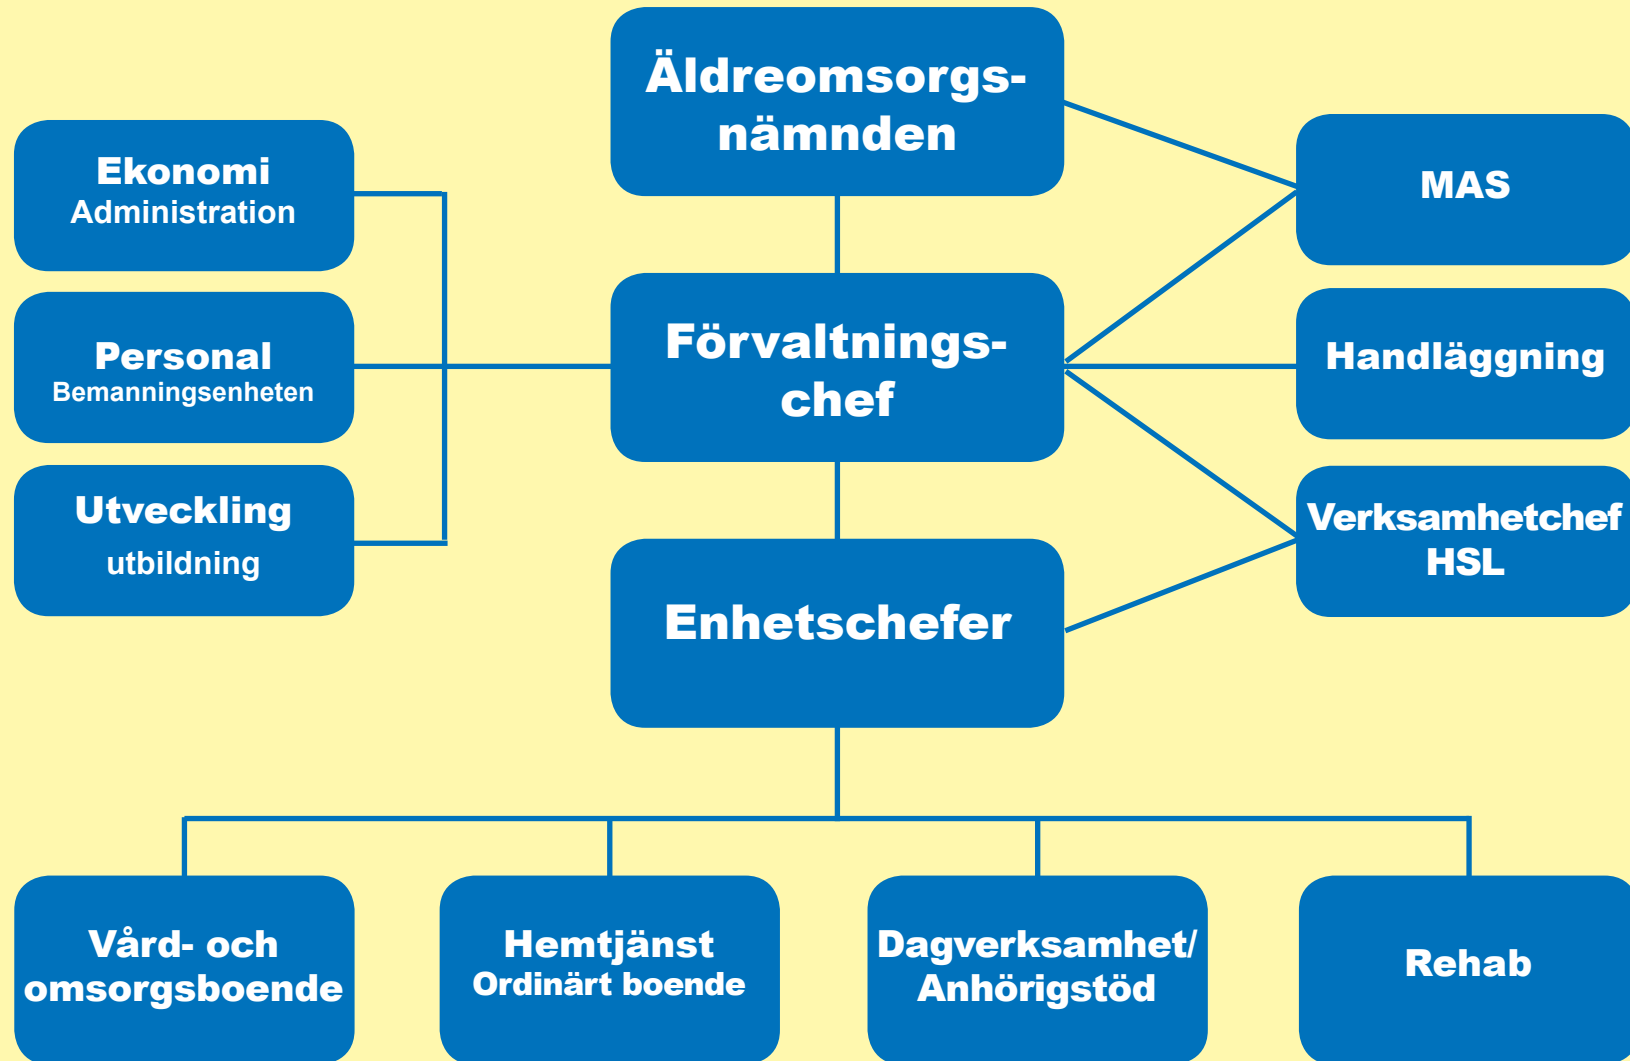 Äldreomsorgs-
nämnden
Ekonomi
Administration
MAS
Förvaltnings-
chef
Personal
Bemanningsenheten
Handläggning
Utveckling
utbildning
Verksamhetchef
HSL
Enhetschefer
Vård- och
omsorgsboende
Hemtjänst
Ordinärt boende
Dagverksamhet/
Anhörigstöd
Rehab